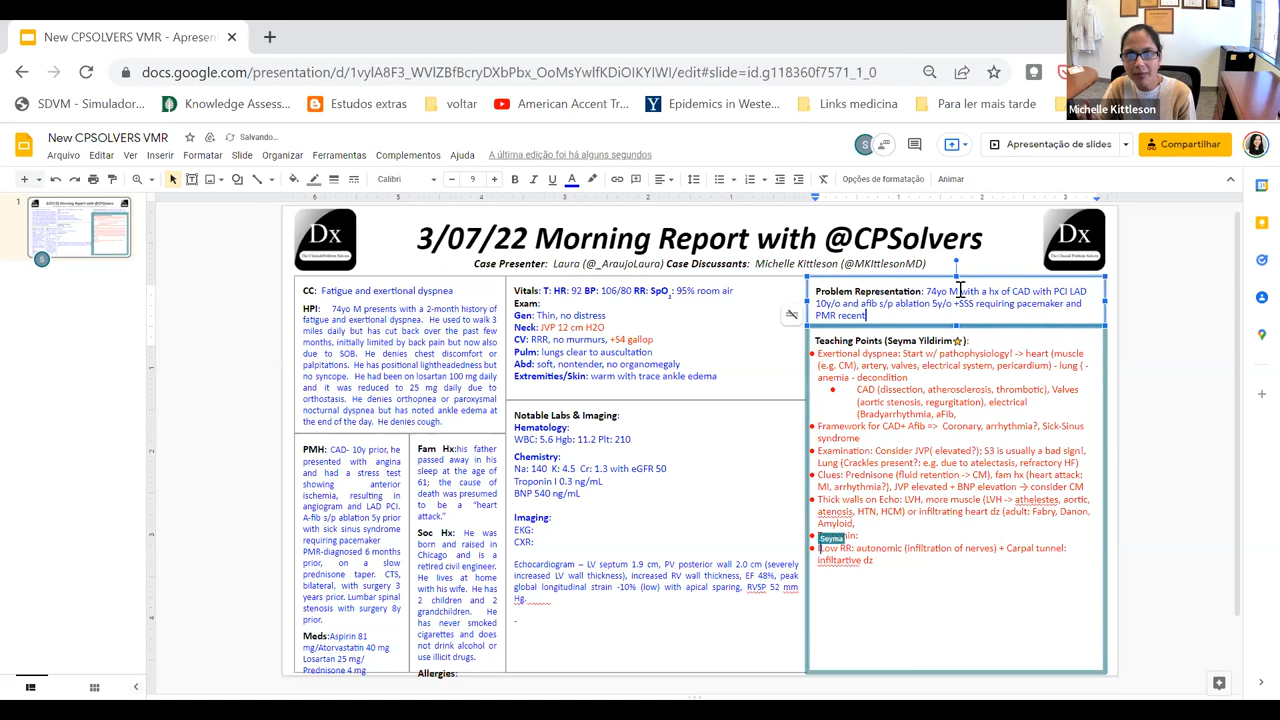 New CPSOLVERS VMR - Apresen
docs.google.com/presentation/d/1vyIA8F3_WVIZBfBcryDXbPbx_OoMsYwlfKDiOIKYIWI/edit#slide=id.g118360f7571_1_0
SDVM - Simulador...
Knowledge Assess...
Estudos extras
voltar
American Accent Tr...
Epidemics in Weste...
Links medicina
Para ler mais tarde
Michelle Kittleson
New CPSOLVERS VMR
Salvando...
Arquivo Editar Ver Inserir Formatar Slide Organizar Ferramentas Complementos Ajuda A última edição foi há alguns segundos
S
Apresentação de slides
Compartilhar
Calibri
9
B I U A
Opções de formatação
Animar
1
S
Dx
3/07/22 Morning Report with @CPSolvers
Case Presenter: Laura (@_AraujoLaura) Case Discussants: Michelle Kittleson (@MKIttlesonMD)
Dx
CC: Fatigue and exertional dyspnea
HPI: 74yo M presents with a 2-month history of
fatigue and exertional dyspnea. He used to walk 3
miles daily but has cut back over the past few
months, initially limited by back pain but now also
due to SOB. He denies chest discomfort or
palpitations. He has positional lightheadedness but
no syncope. He had been on losartan 100 mg daily
and it was reduced to 25 mg daily due to
orthostasis. He denies orthopnea or paroxysmal
nocturnal dyspnea but has noted ankle edema at
the end of the day. He denies cough.
PMH: CAD- 10y prior, he
presented with angina
and had a stress test
showing anterior
ischemia, resulting in
angiogram and LAD PCI.
A-fib s/p ablation 5y prior
with sick sinus syndrome
requiring pacemaker
PMR-diagnosed 6 months
prior, on a slow
prednisone taper. CTS,
bilateral, with surgery 3
years prior. Lumbar spinal
stenosis with surgery 8y
prior.
Meds:Aspirin 81
mg/Atorvastatin 40 mg
Losartan 25 mg/
Prednisone 4 mg
Fam Hx:his father
passed away in his
sleep at the age of
61; the cause of
death was presumed
to be a "heart
attack."
Soc Hx: He was
born and raised in
Chicago and is a
retired civil engineer.
He lives at home
with his wife. He has
2 children and 2
grandchildren. He
has never smoked
cigarettes and does
not drink alcohol or
use illicit drugs.
Allergies:
Vitals: T: HR: 92 BP: 106/80 RR: SpO2: 95% room air
Exam:
Gen: no distress
Neck: JVP 12 cm H2O
CV: RRR, no murmurs, +S4 gallop
Pulm: lungs clear to auscultation
Abd: soft, nontender, no organomegaly
Extremities/Skin: warm with trace ankle edema
Notable Labs & Imaging:
Hematology:
WBC: 5.6 Hgb: 11.2 Plt: 210
Chemistry:
Na: 140 K: 4.5 Cr: 1.3 with eGFR 50
Troponin I 0.3 ng/mL
BNP 540 ng/mL
Imaging:
EKG:
CXR:
Echocardiogram – LV septum 1.9 cm, PV posterior wall 2.0 cm (severely
increased LV wall thickness), increased RV wall thickness, EF 48%, peak
global longitudinal strain -10% (low) with apical sparing, RVSP 52 mm
Hg.
-
Problem Representation: 74yo M with a hx of CAD with PCI LAD
10y/o and afib s/p ablation 5y/o +SSS requiring pacemaker and
PMR recent
Teaching Points (Seyma Yildirim⭐):
● Exertional dyspnea: Start w/ pathophysiology! -> heart (muscle
(e.g. CM), artery, valves, electrical system, pericardium) - lung ( -
anemia - decondition
● CAD (dissection, atherosclerosis, thrombotic), Valves
(aortic stenosis, regurgitation), electrical
(Bradyarrhythmia, aFib,
● Framework for CAD+ Afib => Coronary, arrhythmia?, Sick-Sinus
syndrome
● Examination: Consider JVP( elevated?); S3 is usually a bad sign!,
Lung (Crackles present?: e.g. due to atelectasis, refractory HF)
● Clues: Prednisone (fluid retention -> CM), fam hx (heart attack:
MI, arrhythmia?), JVP elevated + BNP elevation → consider CM
● Thick walls on Echo: LVH, more muscle (LVH -> athelestes, aortic,
atenosis, HTN, HCM) or infiltrating heart dz (adult: Fabry, Danon,
Amyloid,
Seyma
● Low RR: autonomic (infiltration of nerves) + Carpal tunnel:
infiltartive dz